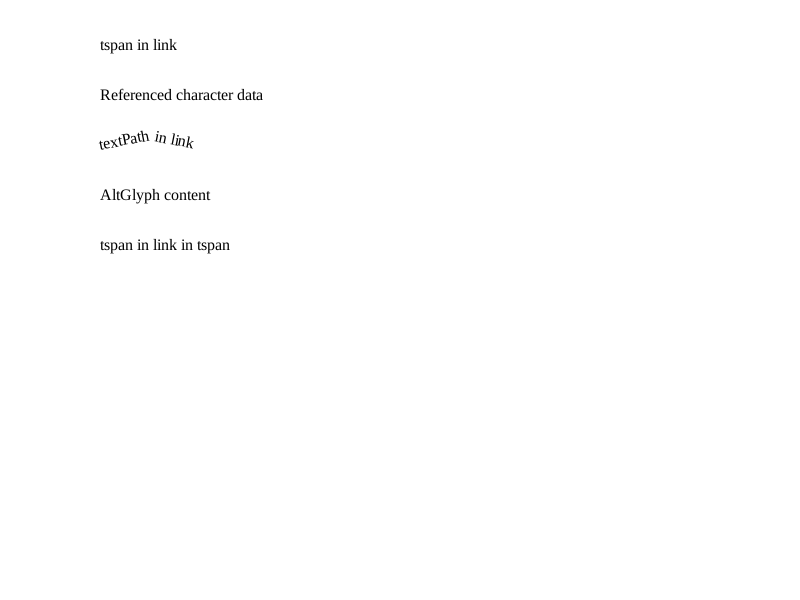 tspan in link
Referenced character data
textPath in link
AltGlyph content
tspan in link in tspan